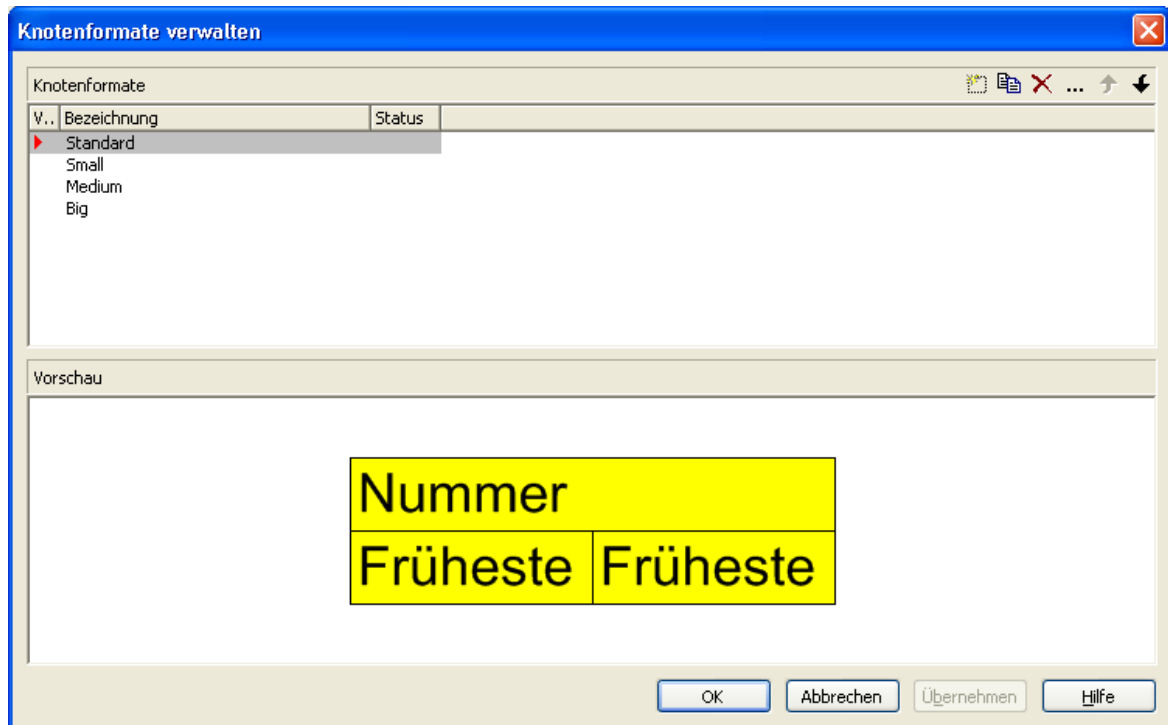 Knotenformate verwalten
Knotenformate ...
V.. Bezeichnung Status
Standard
Small
Medium
Big
Vorschau
Nummer
Früheste Früheste
OK Abbrechen Übernehmen Hilfe